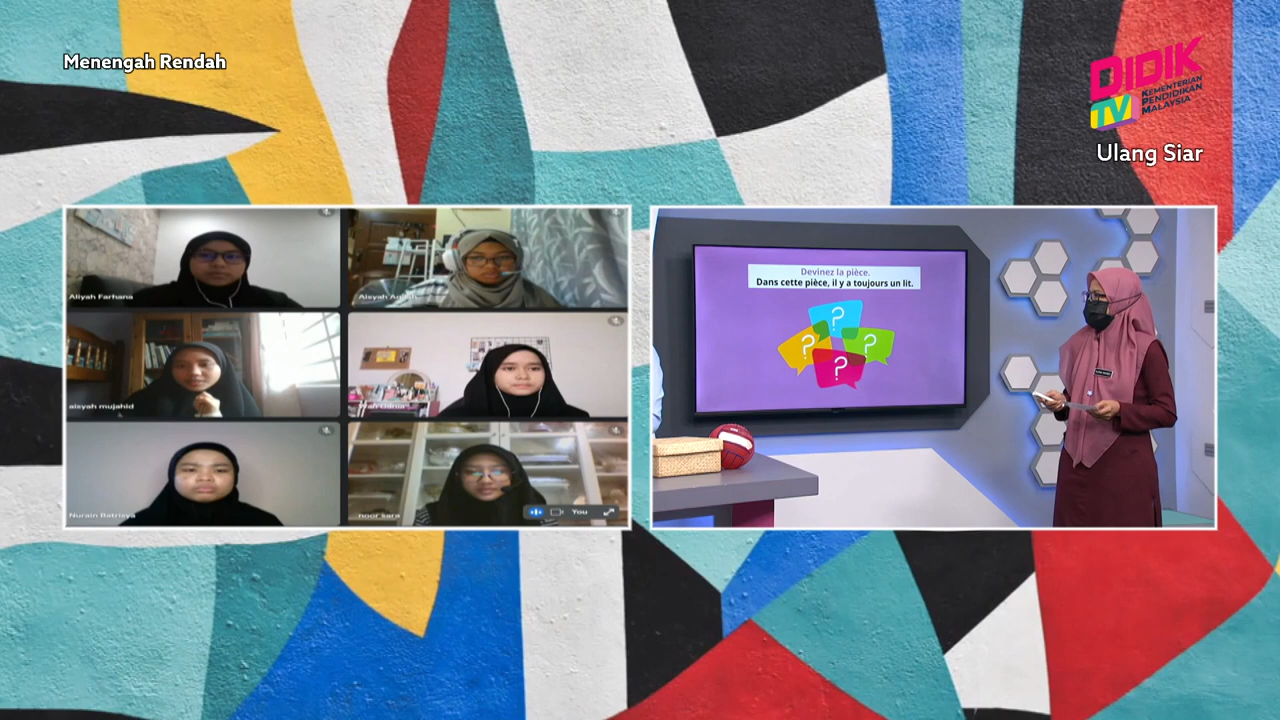 Menengah Rendah
DIDIK
TV
KEMENTERIAN
PENDIDIKAN
MALAYSIA
Ulang Siar
Aliyah Farhana
Aisyah
aisyah mujahid
Nurain Batrisya
noor sara
You
Devinez la pièce.
Dans cette pièce, il y a toujours un lit.
?
?
?
?